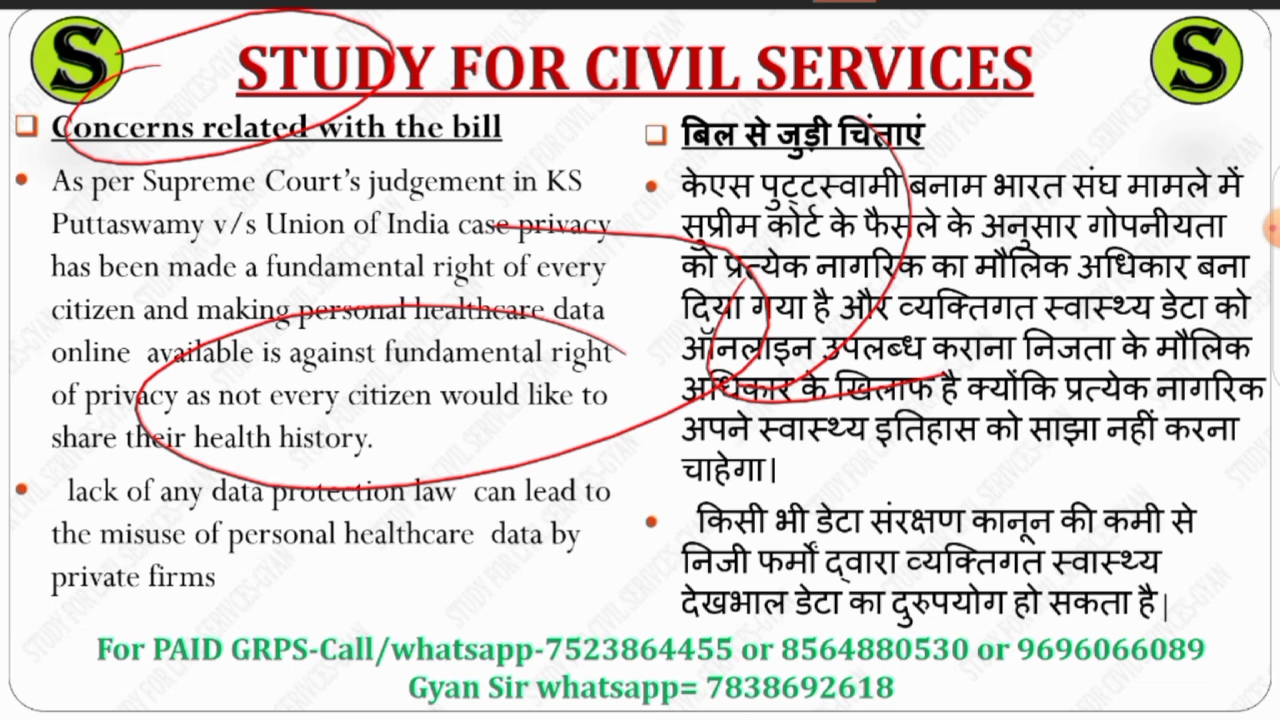 STUDY FOR CIVIL SERVICES
S
S
Concerns related with the bill
As per Supreme Court's judgement in KS
Puttaswamy v/s Union of India case privacy
has been made a fundamental right of every
citizen and making personal healthcare data
online available is against fundamental right
of privacy as not every citizen would like to
share their health history.
lack of any data protection law can lead to
the misuse of personal healthcare data by
private firms
बिल से जुड़ी चिंताएं
केएस पुट्टस्वामी बनाम भारत संघ मामले में
सुप्रीम कोर्ट के फैसले के अनुसार गोपनीयता
को प्रत्येक नागरिक का मौलिक अधिकार बना
दिया गया है और व्यक्तिगत स्वास्थ्य डेटा को
ऑनलाइन उपलब्ध कराना निजता के मौलिक
अधिकार के खिलाफ है क्योंकि प्रत्येक नागरिक
अपने स्वास्थ्य इतिहास को साझा नहीं करना
चाहेगा।
किसी भी डेटा संरक्षण कानून की कमी से
निजी फर्मों द्वारा व्यक्तिगत स्वास्थ्य
देखभाल डेटा का दुरुपयोग हो सकता है|
For PAID GRPS-Call/whatsapp-7523864455 or 8564880530 or 9696066089
Gyan Sir whatsapp= 7838692618